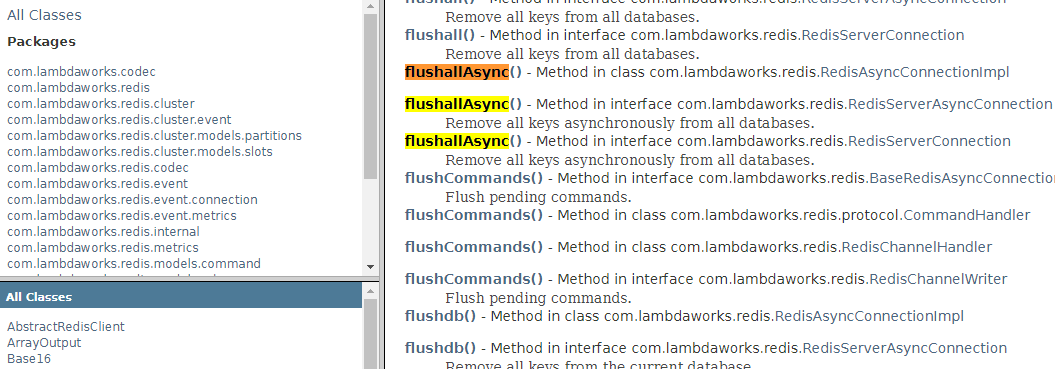 All Classes
Packages
com.lambdaworks.codec
com.lambdaworks.redis
com.lambdaworks.redis.cluster
com.lambdaworks.redis.cluster.event
com.lambdaworks.redis.cluster.models.partitions
com.lambdaworks.redis.cluster.models.slots
com.lambdaworks.redis.codec
com.lambdaworks.redis.event
com.lambdaworks.redis.event.connection
com.lambdaworks.redis.event.metrics
com.lambdaworks.redis.internal
com.lambdaworks.redis.metrics
com.lambdaworks.redis.models.command
All Classes
AbstractRedisClient
ArrayOutput
Base16
flushall() - Method in interface com.lambdaworks.redis.RedisServerAsyncConnection
Remove all keys from all databases.
flushall() - Method in interface com.lambdaworks.redis.RedisServerConnection
Remove all keys from all databases.
flushallAsync() - Method in class com.lambdaworks.redis.RedisAsyncConnectionImpl
flushallAsync() - Method in interface com.lambdaworks.redis.RedisServerAsyncConnection
Remove all keys asynchronously from all databases.
flushallAsync() - Method in interface com.lambdaworks.redis.RedisServerConnection
Remove all keys asynchronously from all databases.
flushCommands() - Method in interface com.lambdaworks.redis.BaseRedisAsyncConnectio
Flush pending commands.
flushCommands() - Method in class com.lambdaworks.redis.protocol.CommandHandler
flushCommands() - Method in class com.lambdaworks.redis.RedisChannelHandler
flushCommands() - Method in interface com.lambdaworks.redis.RedisChannelWriter
Flush pending commands.
flushdb() - Method in class com.lambdaworks.redis.RedisAsyncConnectionImpl
flushdb() - Method in interface com.lambdaworks.redis.RedisServerAsyncConnection
Remove all keys from the current database.